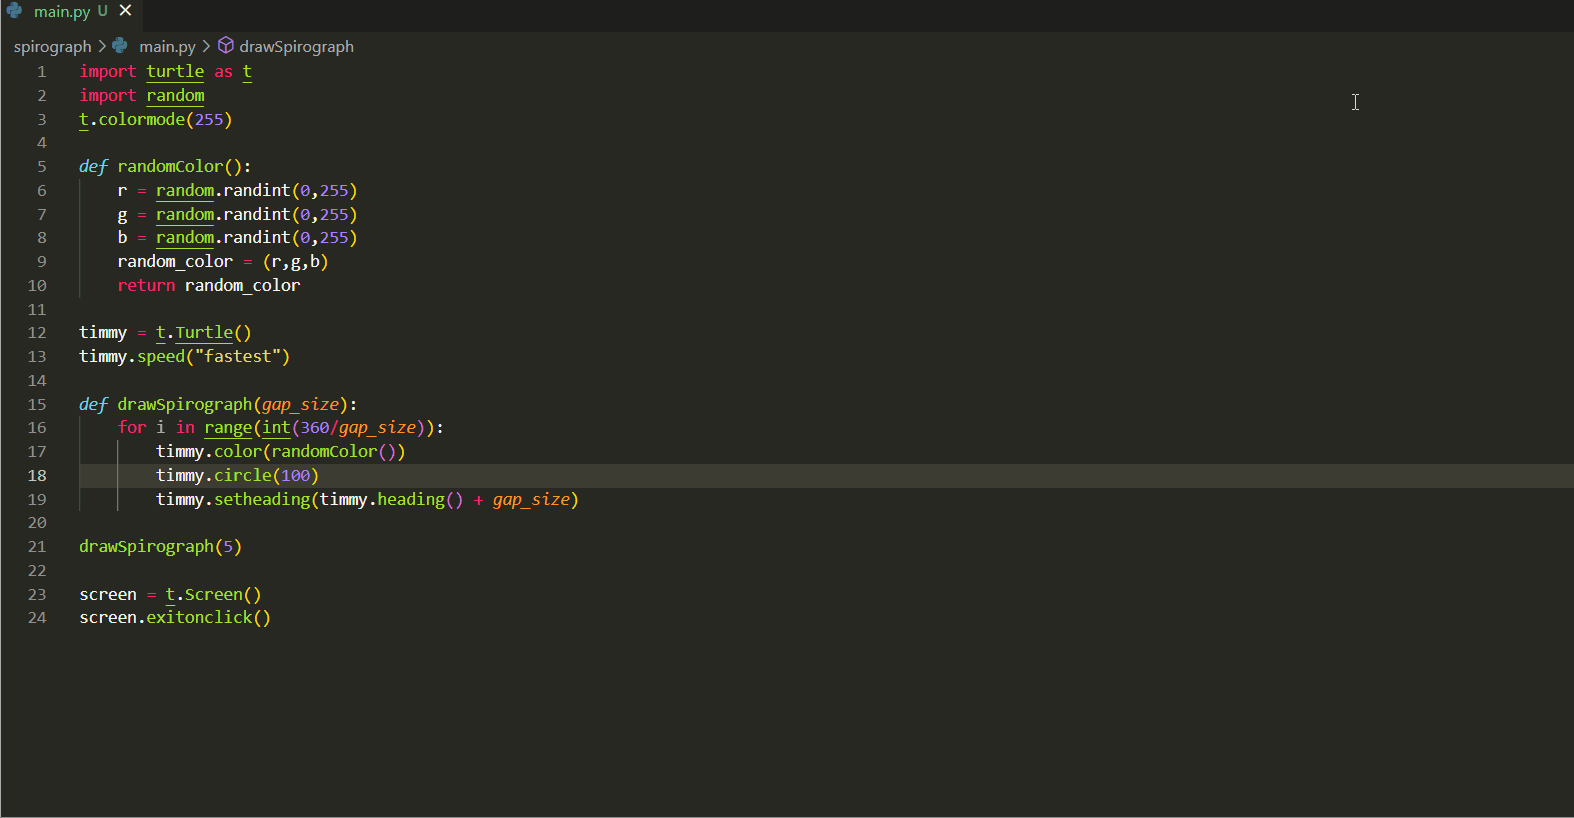 main.py U
spirograph > main.py > drawSpirograph
1 import turtle as t
2 import random
3 t.colormode(255)
4
5 def randomColor():
6     r = random.randint(0,255)
7     g = random.randint(0,255)
8     b = random.randint(0,255)
9     random_color = (r,g,b)
10     return random_color
11
12 timmy = t.Turtle()
13 timmy.speed("fastest")
14
15 def drawSpirograph(gap_size):
16     for i in range(int(360/gap_size)):
17         timmy.color(randomColor())
18         timmy.circle(100)
19         timmy.setheading(timmy.heading() + gap_size)
20
21 drawSpirograph(5)
22
23 screen = t.Screen()
24 screen.exitonclick()